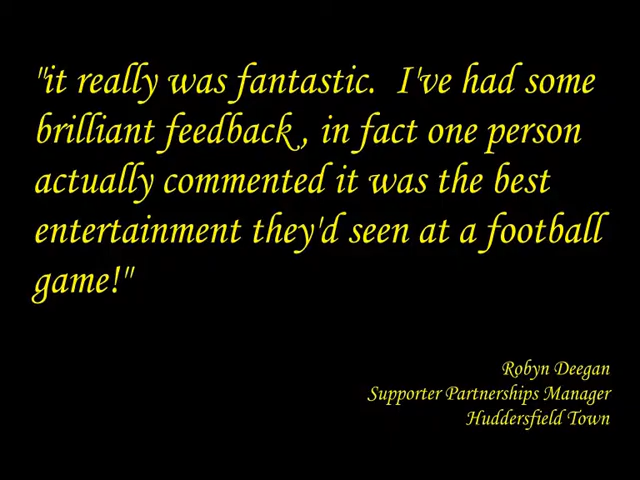 "it really was fantastic.  I've had some
brilliant feedback , in fact one person
actually commented it was the best
entertainment they'd seen at a football
game!"
Robyn Deegan
Supporter Partnerships Manager
Huddersfield Town